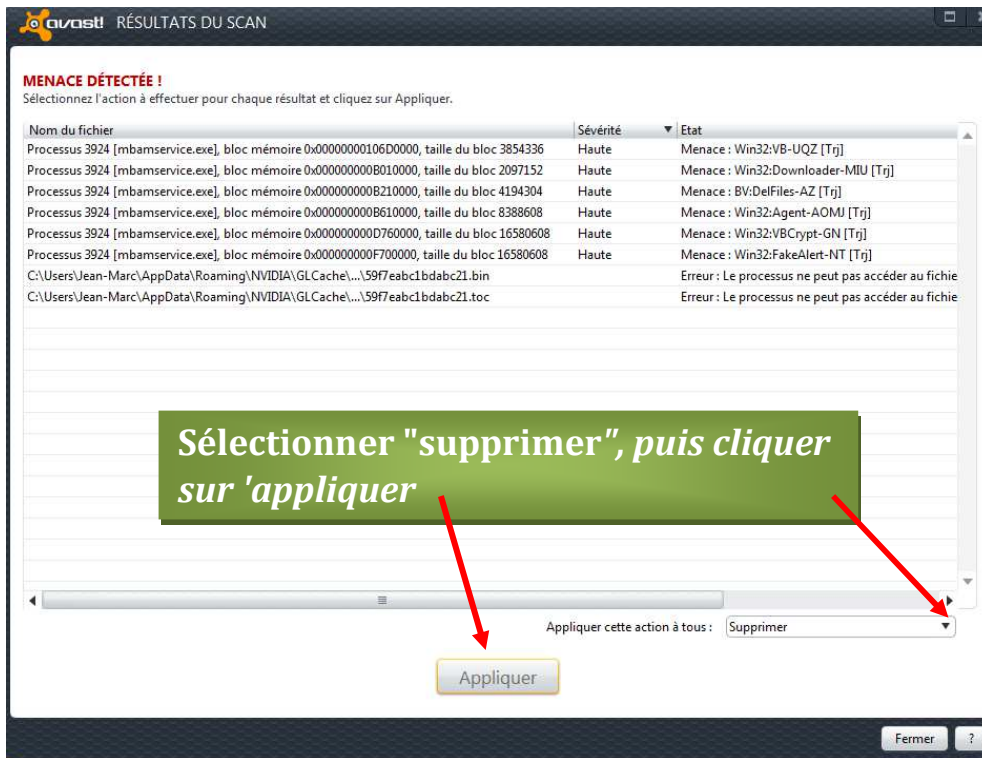 avast! RÉSULTATS DU SCAN
MENACE DÉTECTÉE !
Sélectionnez l'action à effectuer pour chaque résultat et cliquez sur Appliquer.
Nom du fichier Sévérité Etat
Processus 3924 [mbamservice.exe], bloc mémoire 0x00000000106D0000, taille du bloc 3854336 Haute Menace : Win32:VB-UQZ [Trj]
Processus 3924 [mbamservice.exe], bloc mémoire 0x000000000B010000, taille du bloc 2097152 Haute Menace : Win32:Downloader-MIU [Trj]
Processus 3924 [mbamservice.exe], bloc mémoire 0x000000000B210000, taille du bloc 4194304 Haute Menace : BV:DelFiles-AZ [Trj]
Processus 3924 [mbamservice.exe], bloc mémoire 0x000000000B610000, taille du bloc 8388608 Haute Menace : Win32:Agent-AOMJ [Trj]
Processus 3924 [mbamservice.exe], bloc mémoire 0x000000000D760000, taille du bloc 16580608 Haute Menace : Win32:VBCrypt-GN [Trj]
Processus 3924 [mbamservice.exe], bloc mémoire 0x000000000F700000, taille du bloc 16580608 Haute Menace : Win32:FakeAlert-NT [Trj]
C:\Users\Jean-Marc\AppData\Roaming\NVIDIA\GLCache\...\59f7eabc1bdabc21.bin Erreur : Le processus ne peut pas accéder au fichie
C:\Users\Jean-Marc\AppData\Roaming\NVIDIA\GLCache\...\59f7eabc1bdabc21.toc Erreur : Le processus ne peut pas accéder au fichie
Sélectionner "supprimer", puis cliquer
sur 'appliquer
Appliquer cette action à tous : Supprimer
Appliquer
Fermer ?